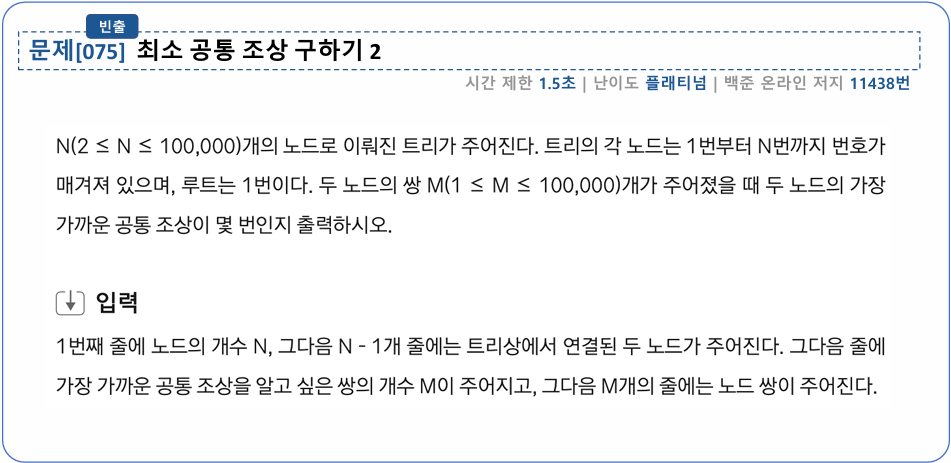 빈출
문제[075] 최소 공통 조상 구하기 2
시간 제한 1.5초 | 난이도 플래티넘 | 백준 온라인 저지 11438번
N(2 ≤ N ≤ 100,000)개의 노드로 이뤄진 트리가 주어진다. 트리의 각 노드는 1번부터 N번까지 번호가
매겨져 있으며, 루트는 1번이다. 두 노드의 쌍 M(1 ≤ M ≤ 100,000)개가 주어졌을 때 두 노드의 가장
가까운 공통 조상이 몇 번인지 출력하시오.
입력
1번째 줄에 노드의 개수 N, 그다음 N - 1개 줄에는 트리상에서 연결된 두 노드가 주어진다. 그다음 줄에
가장 가까운 공통 조상을 알고 싶은 쌍의 개수 M이 주어지고, 그다음 M개의 줄에는 노드 쌍이 주어진다.